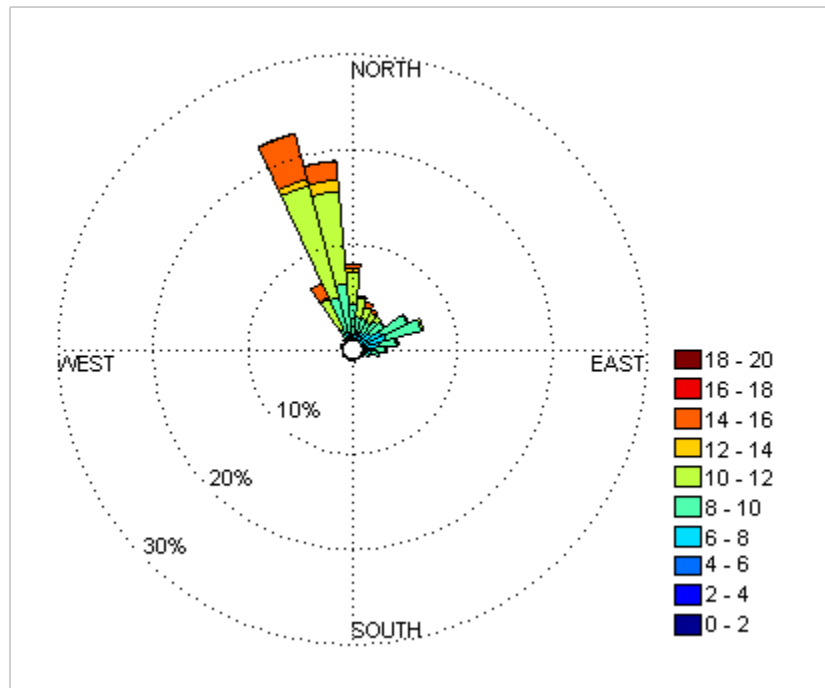 NORTH
WEST
EAST
10%
20%
30%
SOUTH
18 - 20
16 - 18
14 - 16
12 - 14
10 - 12
8 - 10
6 - 8
4 - 6
2 - 4
0 - 2